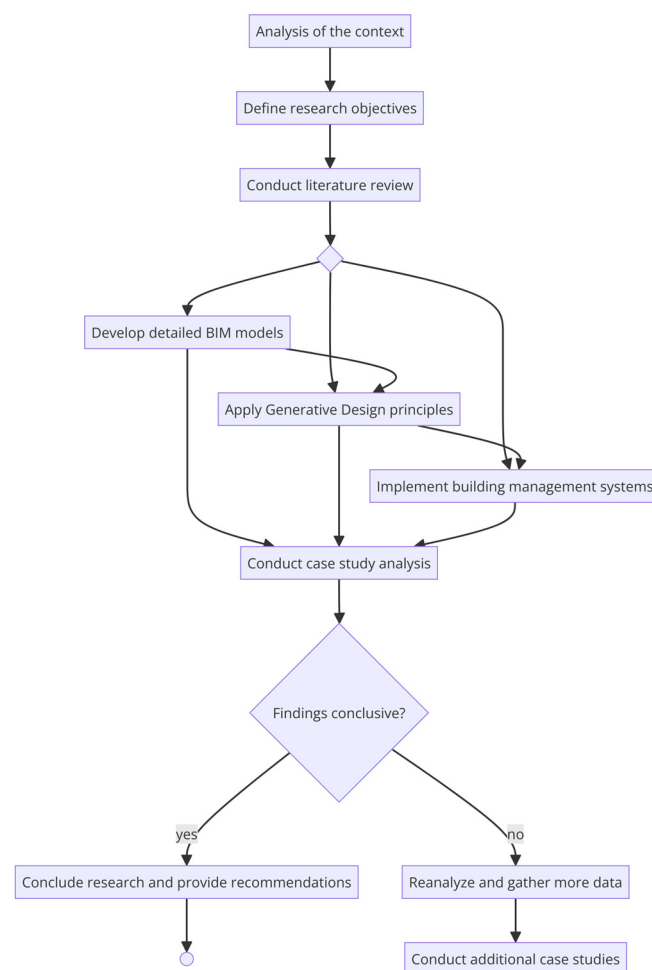 Analysis of the context
Define research objectives
Conduct literature review
Develop detailed BIM models
Apply Generative Design principles
Implement building management systems
Conduct case study analysis
Findings conclusive?
yes
no
Conclude research and provide recommendations
Reanalyze and gather more data
Conduct additional case studies